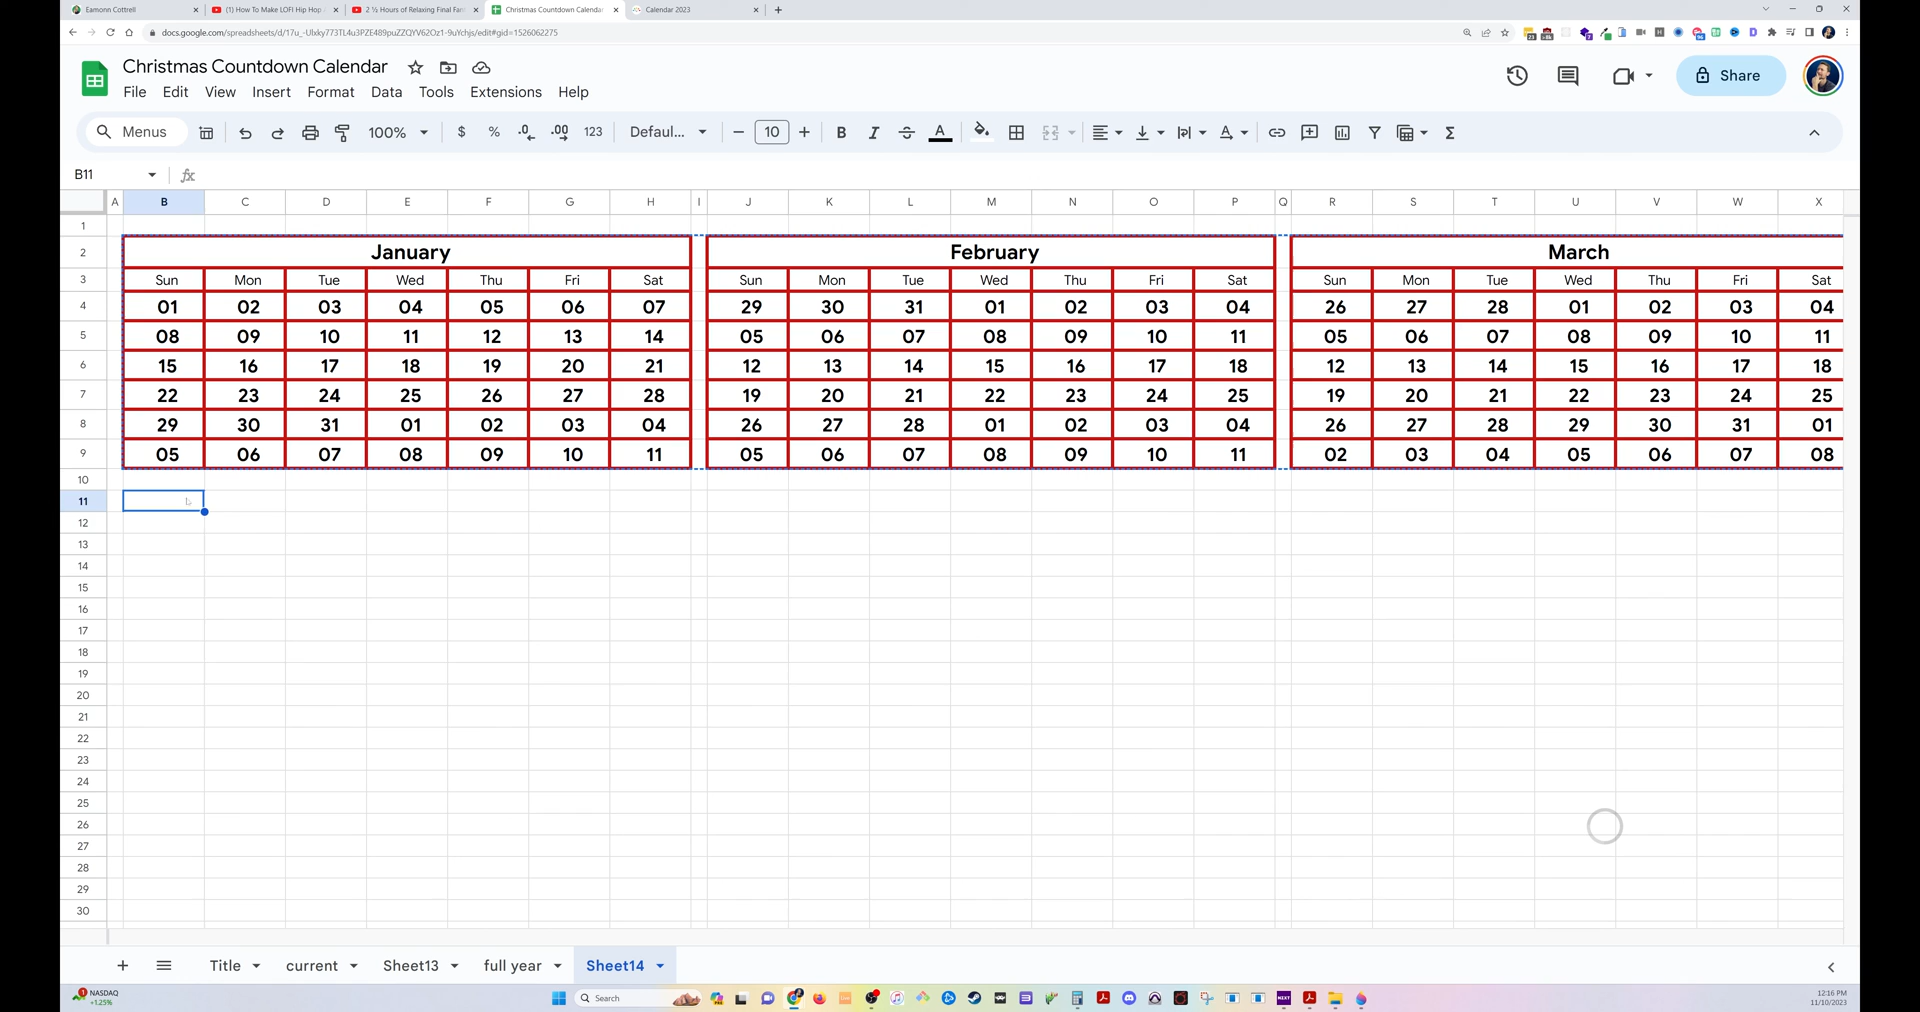 Eamonn Cottrell
(1) How To Make LOFI Hip Hop
2 ½ Hours of Relaxing Final Fan
Christmas Countdown Calenda
Calendar 2023
docs.google.com/spreadsheets/d/17u_-Ulxky773TL4u3PZE489puZZQYV62Oz1-9uYchjs/edit#gid=1526062275
Christmas Countdown Calendar
Share
File Edit View Insert Format Data Tools Extensions Help
Menus 100% $ % .0 .00 123 Defaul... 10 B I A Σ
B11 fx
A B C D E F G H I J K L M N O P Q R S T U V W X
1
2 January February March
3 Sun Mon Tue Wed Thu Fri Sat Sun Mon Tue Wed Thu Fri Sat Sun Mon Tue Wed Thu Fri Sat
4 01 02 03 04 05 06 07 29 30 31 01 02 03 04 26 27 28 01 02 03 04
5 08 09 10 11 12 13 14 05 06 07 08 09 10 11 05 06 07 08 09 10 11
6 15 16 17 18 19 20 21 12 13 14 15 16 17 18 12 13 14 15 16 17 18
7 22 23 24 25 26 27 28 19 20 21 22 23 24 25 19 20 21 22 23 24 25
8 29 30 31 01 02 03 04 26 27 28 01 02 03 04 26 27 28 29 30 31 01
9 05 06 07 08 09 10 11 05 06 07 08 09 10 11 02 03 04 05 06 07 08
10
11
12
13
14
15
16
17
18
19
20
21
22
23
24
25
26
27
28
29
30
Title current Sheet13 full year Sheet14
NASDAQ
+1.25%
Search
12:16 PM
11/10/2023